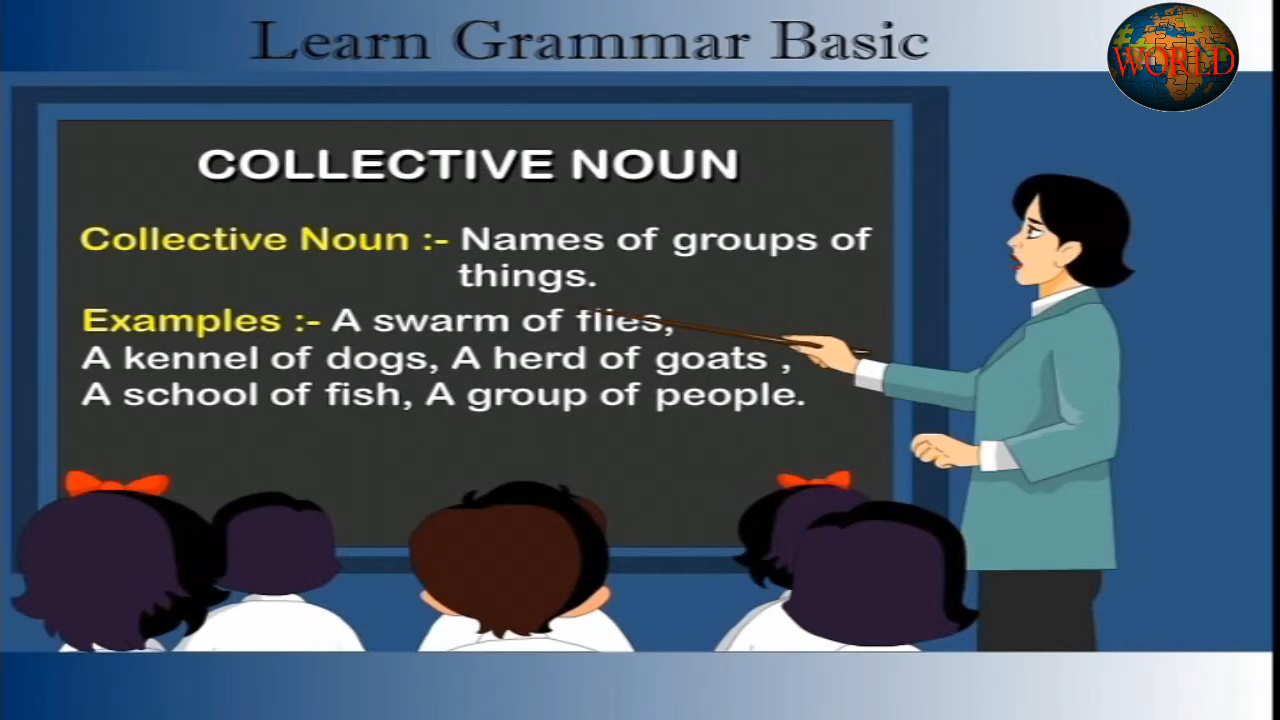 Learn Grammar Basic
WORLD
COLLECTIVE NOUN
Collective Noun :- Names of groups of
things.
Examples :- A swarm of flies,
A kennel of dogs, A herd of goats ,
A school of fish, A group of people.